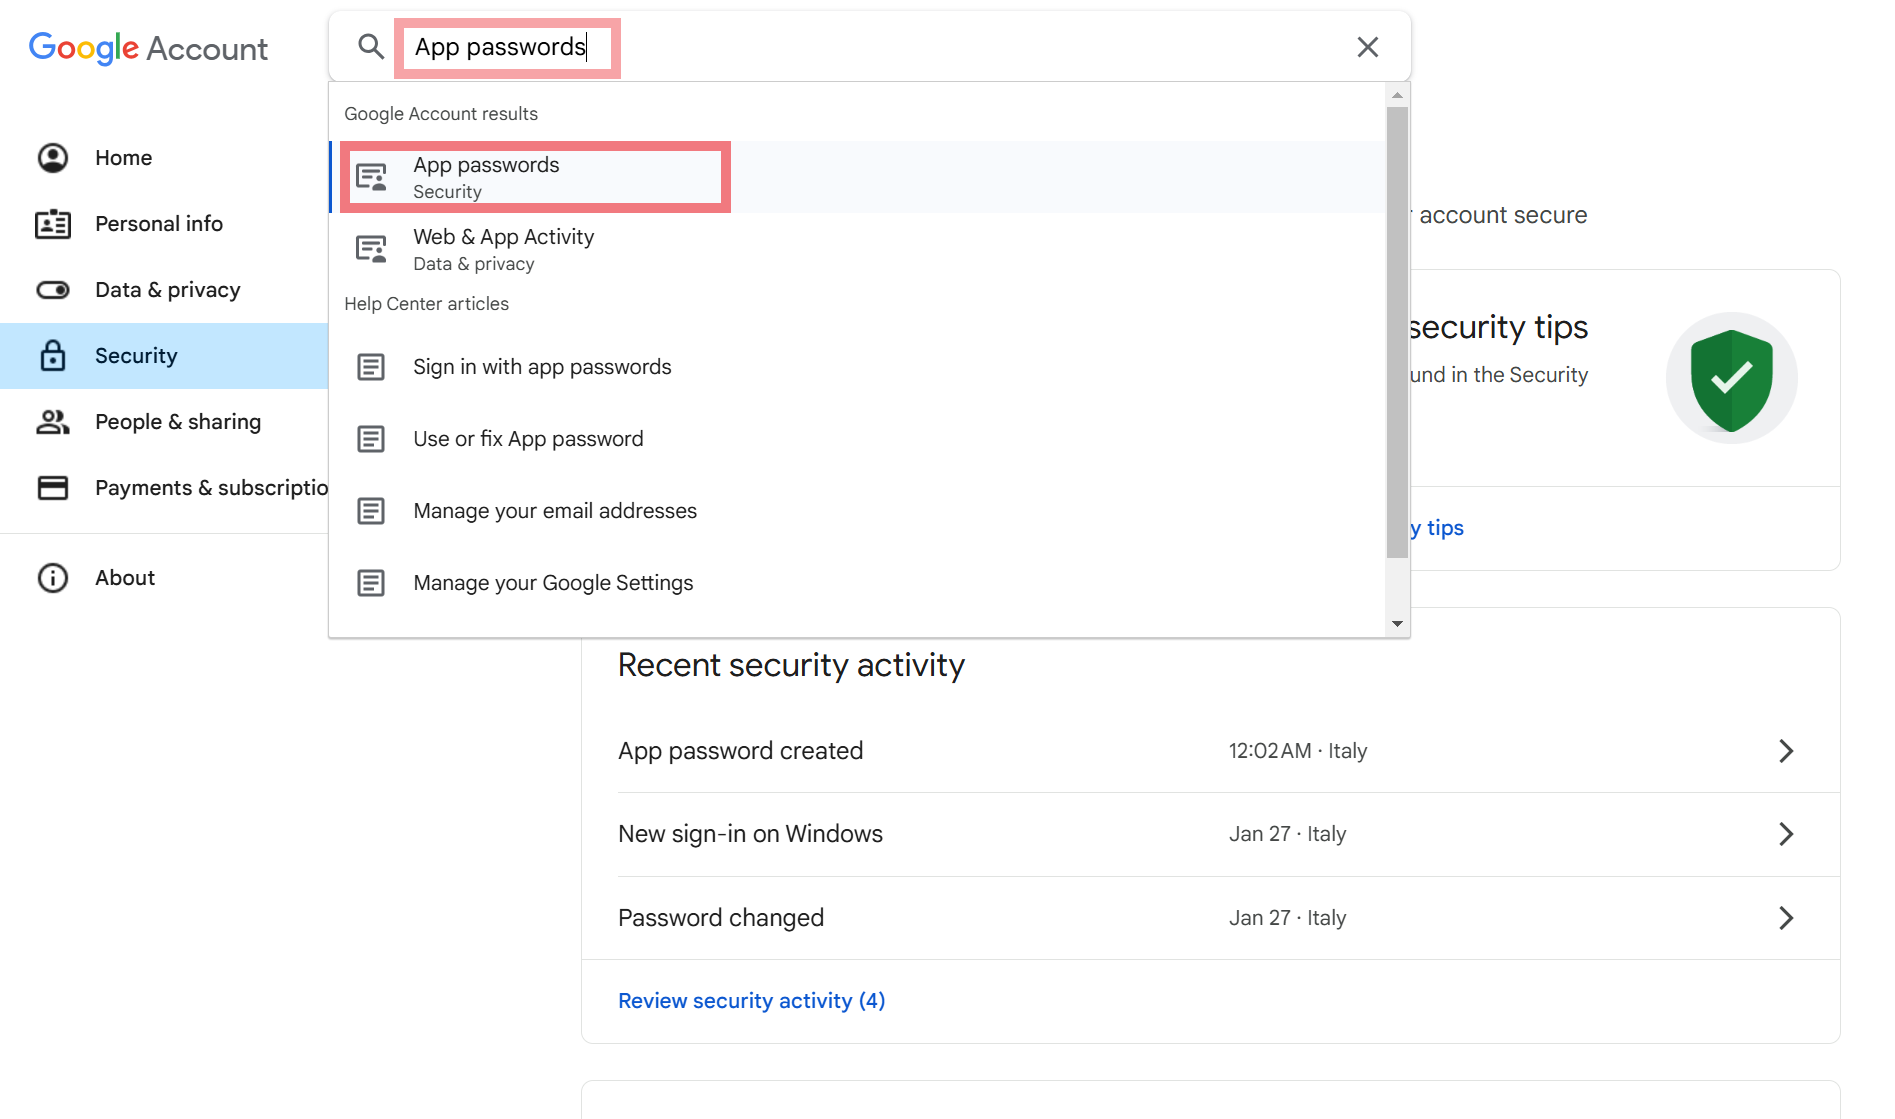 Google Account
App passwords
Home
Personal info
Data & privacy
Security
People & sharing
Payments & subscriptio
About
Google Account results
App passwords
Security
Web & App Activity
Data & privacy
Help Center articles
Sign in with app passwords
Use or fix App password
Manage your email addresses
Manage your Google Settings
account secure
security tips
und in the Security
y tips
Recent security activity
App password created 12:02 AM · Italy
New sign-in on Windows Jan 27 · Italy
Password changed Jan 27 · Italy
Review security activity (4)